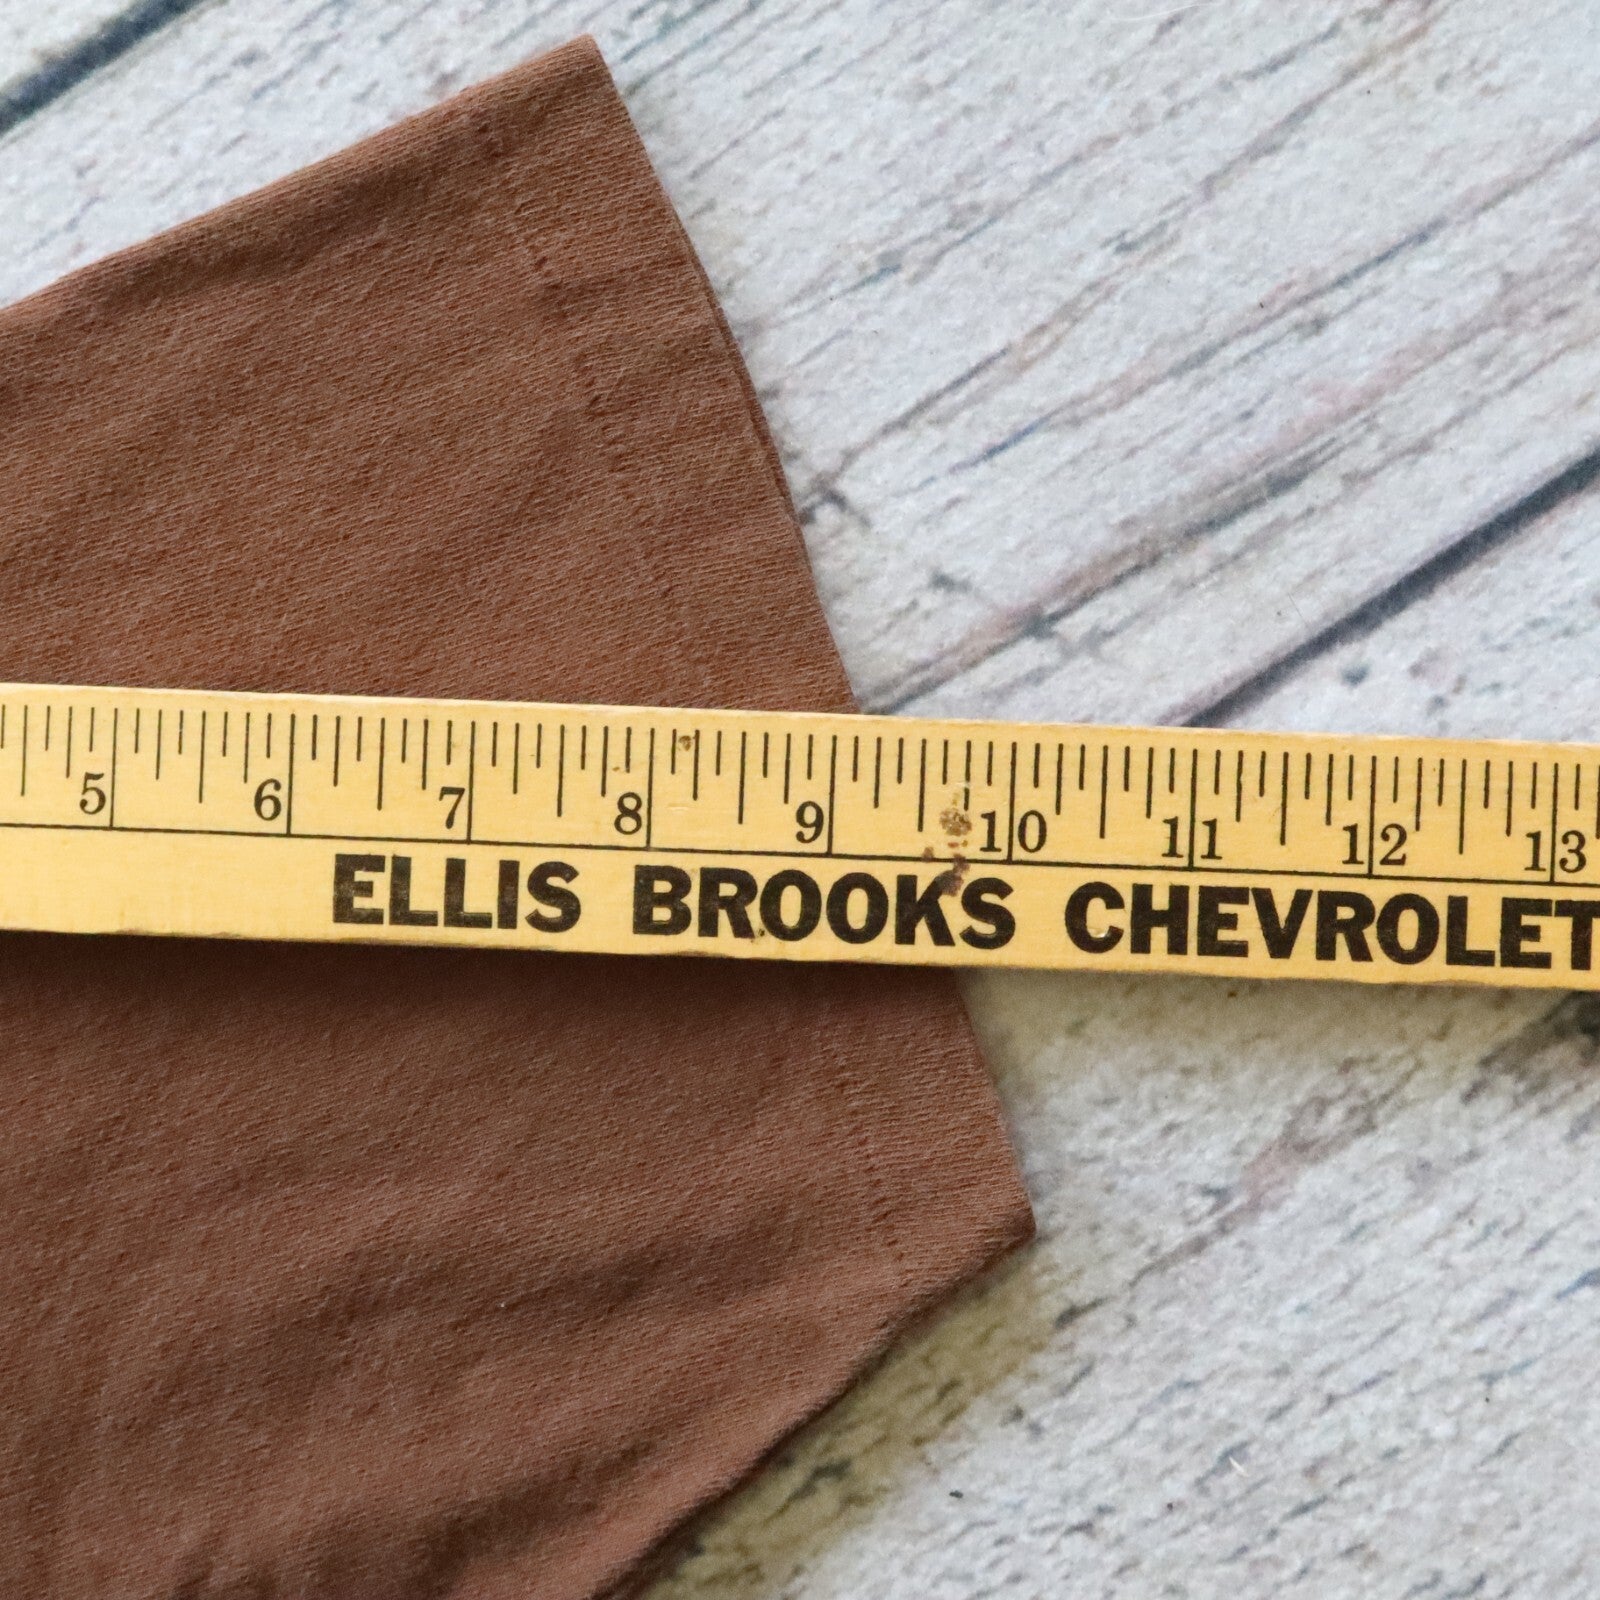 5 6 7 8 9 10 11 12 13
ELLIS BROOKS CHEVROLET